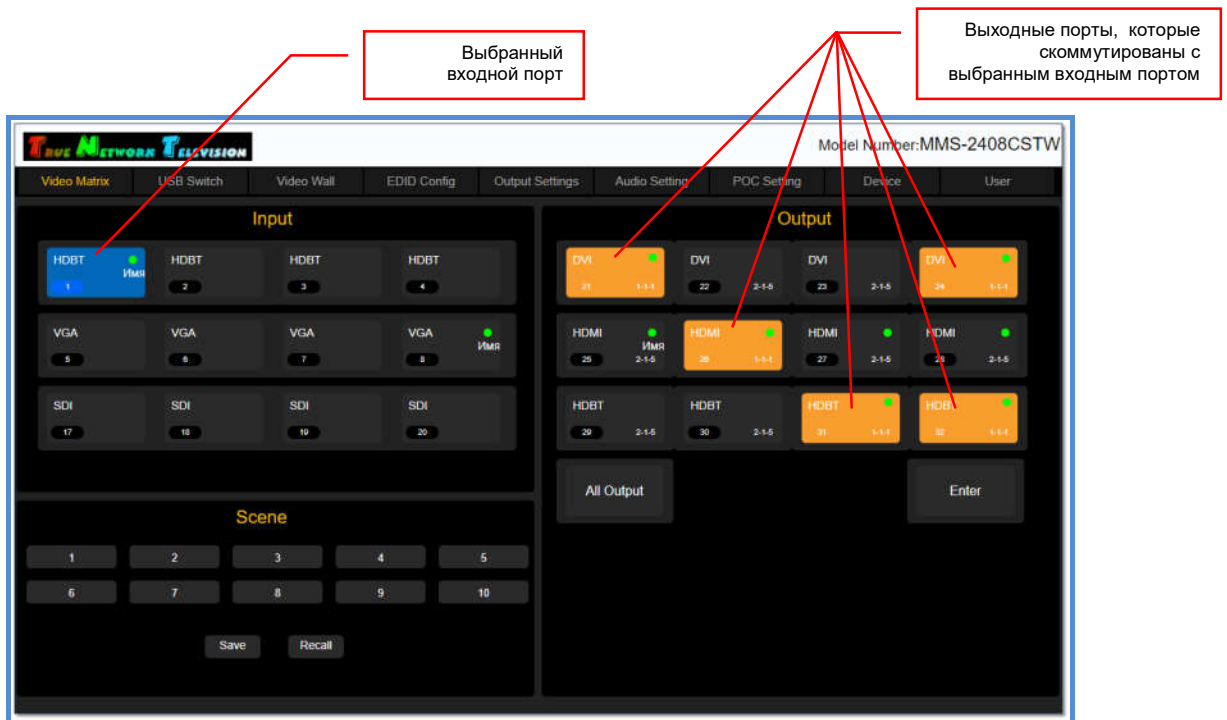 Выбранный
входной порт
Выходные порты, которые
скоммутированы с
выбранным входным портом
TRUE NETWORK TELEVISION
Model Number:MMS-2408CSTW
Video Matrix USB Switch Video Wall EDID Config Output Settings Audio Setting POC Setting Device User
Input
HDBT HDBT HDBT HDBT
Имя
1 2 3 4
VGA VGA VGA VGA
Имя
5 6 7 8
SDI SDI SDI SDI
17 18 19 20
Scene
1 2 3 4 5
6 7 8 9 10
Save Recall
Output
DVI DVI DVI DVI
21 1-1-1 22 2-1-5 23 2-1-5 24 1-1-1
HDMI HDMI HDMI HDMI
Имя
25 2-1-5 26 1-1-1 27 2-1-5 28 2-1-5
HDBT HDBT HDBT HDBT
29 2-1-5 30 2-1-5 31 1-1-1 32 1-1-1
All Output Enter